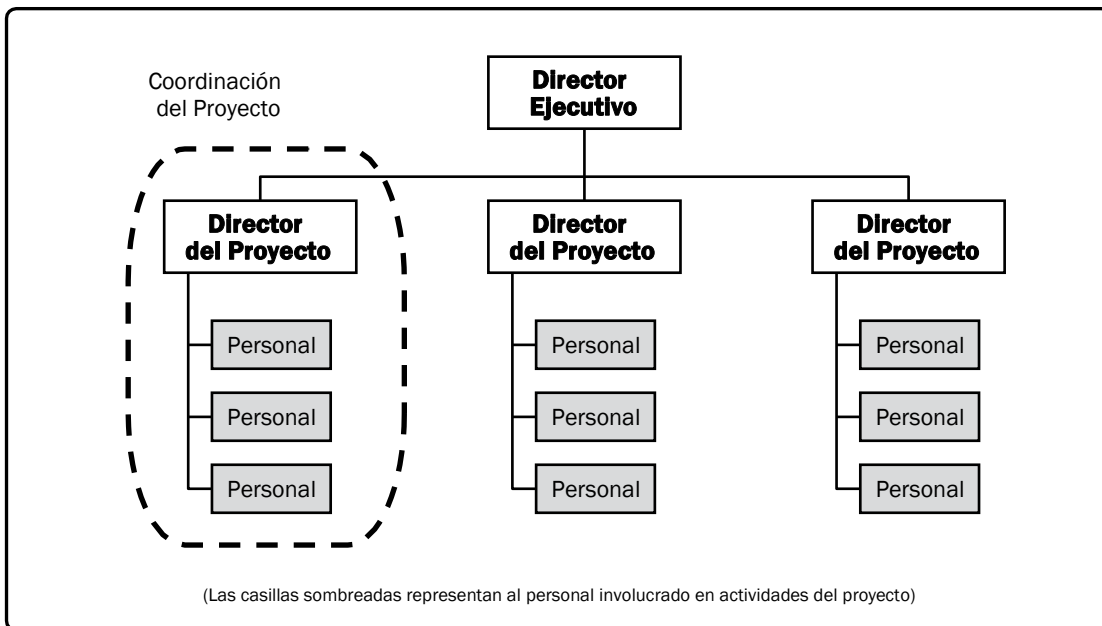 Coordinación
del Proyecto
Director
Ejecutivo
Director
del Proyecto
Director
del Proyecto
Director
del Proyecto
Personal
Personal
Personal
Personal
Personal
Personal
Personal
Personal
Personal
(Las casillas sombreadas representan al personal involucrado en actividades del proyecto)